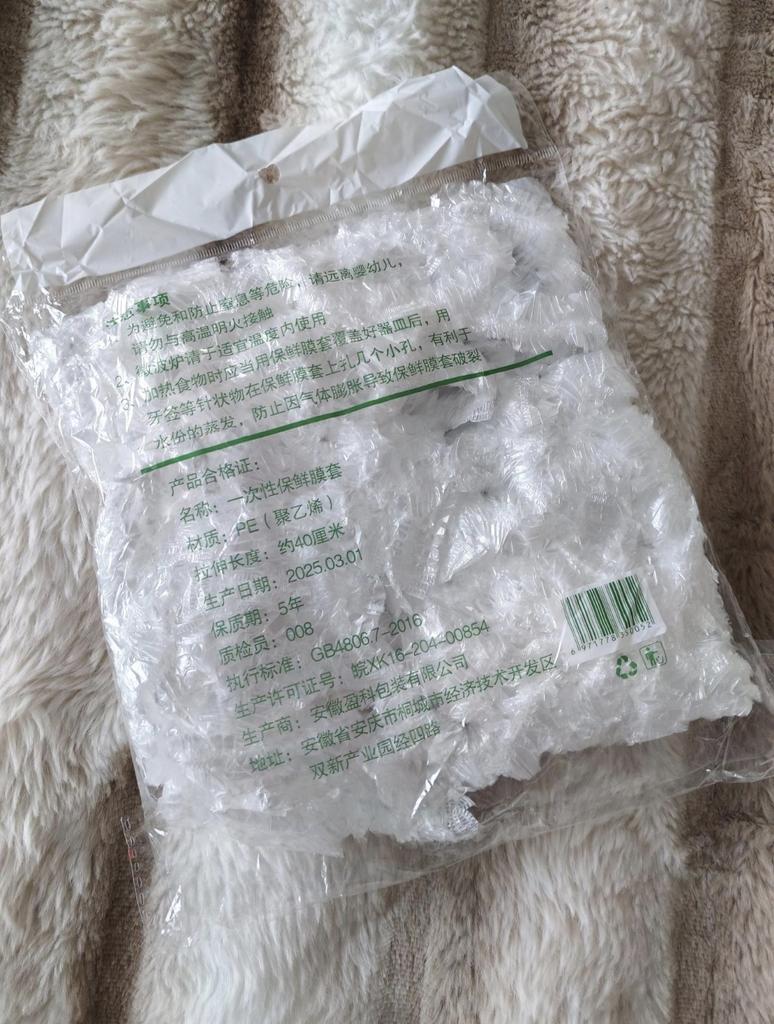 事项
为避免和防止窒息等危险，请远离婴幼儿，
请勿与高温明火接触
2、微波炉请于适宜温度内使用
3、加热食物时应当用保鲜膜套覆盖好器皿后，用
牙签等针状物在保鲜膜套上扎几个小孔，有利于
水份的蒸发，防止因气体膨胀导致保鲜膜套破裂
产品合格证：
名称：一次性保鲜膜套
材质：PE（聚乙烯）
拉伸长度：约40厘米
生产日期：2025.03.01
保质期：5年
质检员：008
执行标准：GB4806.7-2016
生产许可证号：皖XK16-204-00854
生产商：安徽盈科包装有限公司
地址：安徽省安庆市桐城市经济技术开发区
双新产业园经四路